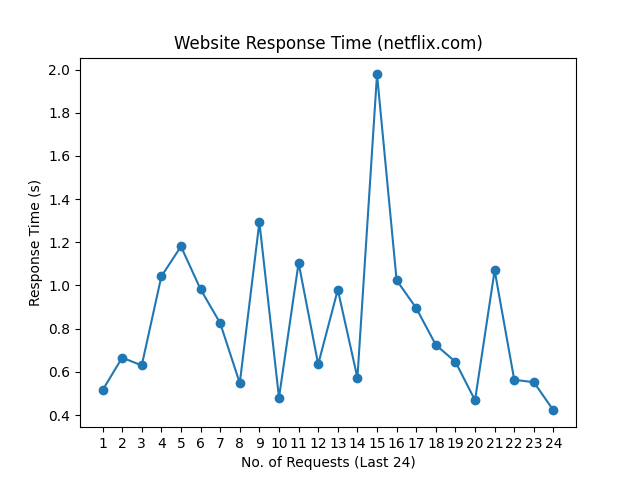 Website Response Time (netflix.com)
2.0
1.8
1.6
1.4
1.2
1.0
0.8
0.6
0.4
Response Time (s)
1 2 3 4 5 6 7 8 9 10 11 12 13 14 15 16 17 18 19 20 21 22 23 24
No. of Requests (Last 24)